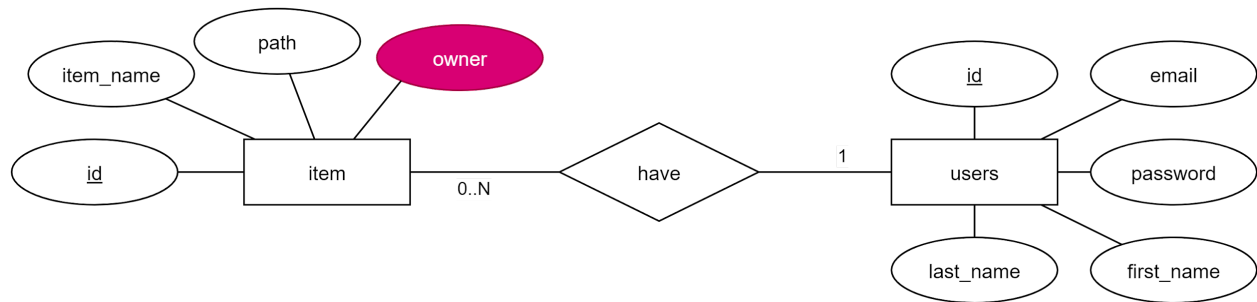 path
owner
item_name
id
item
0..N
have
1
id
email
users
password
last_name
first_name